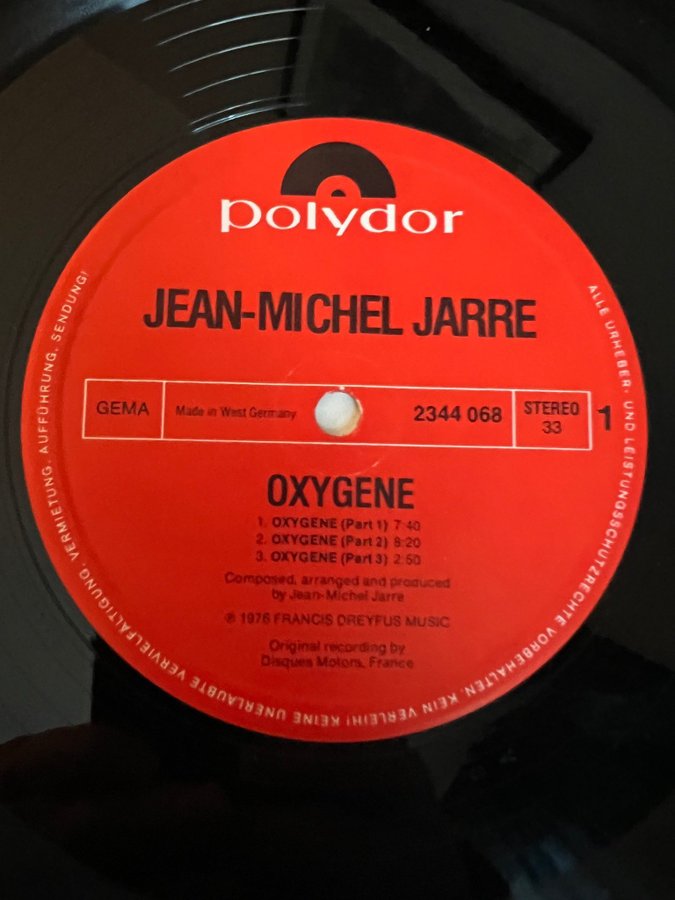 polydor
JEAN-MICHEL JARRE
GEMA
Made in West Germany
2344 068
STEREO
33
1
OXYGENE
1. OXYGENE (Part 1) 7:40
2. OXYGENE (Part 2) 8:20
3. OXYGENE (Part 3) 2:50
Composed, arranged and produced
by Jean-Michel Jarre
℗ 1976 FRANCIS DREYFUS MUSIC
Original recording by
Disques Motors, France
ALLE URHEBER- UND LEISTUNGSSCHUTZRECHTE VORBEHALTEN. KEIN VERLEIH! KEINE UNERLAUBTE VERVIELFÄLTIGUNG, VERMIETUNG, AUFFÜHRUNG, SENDUNG!